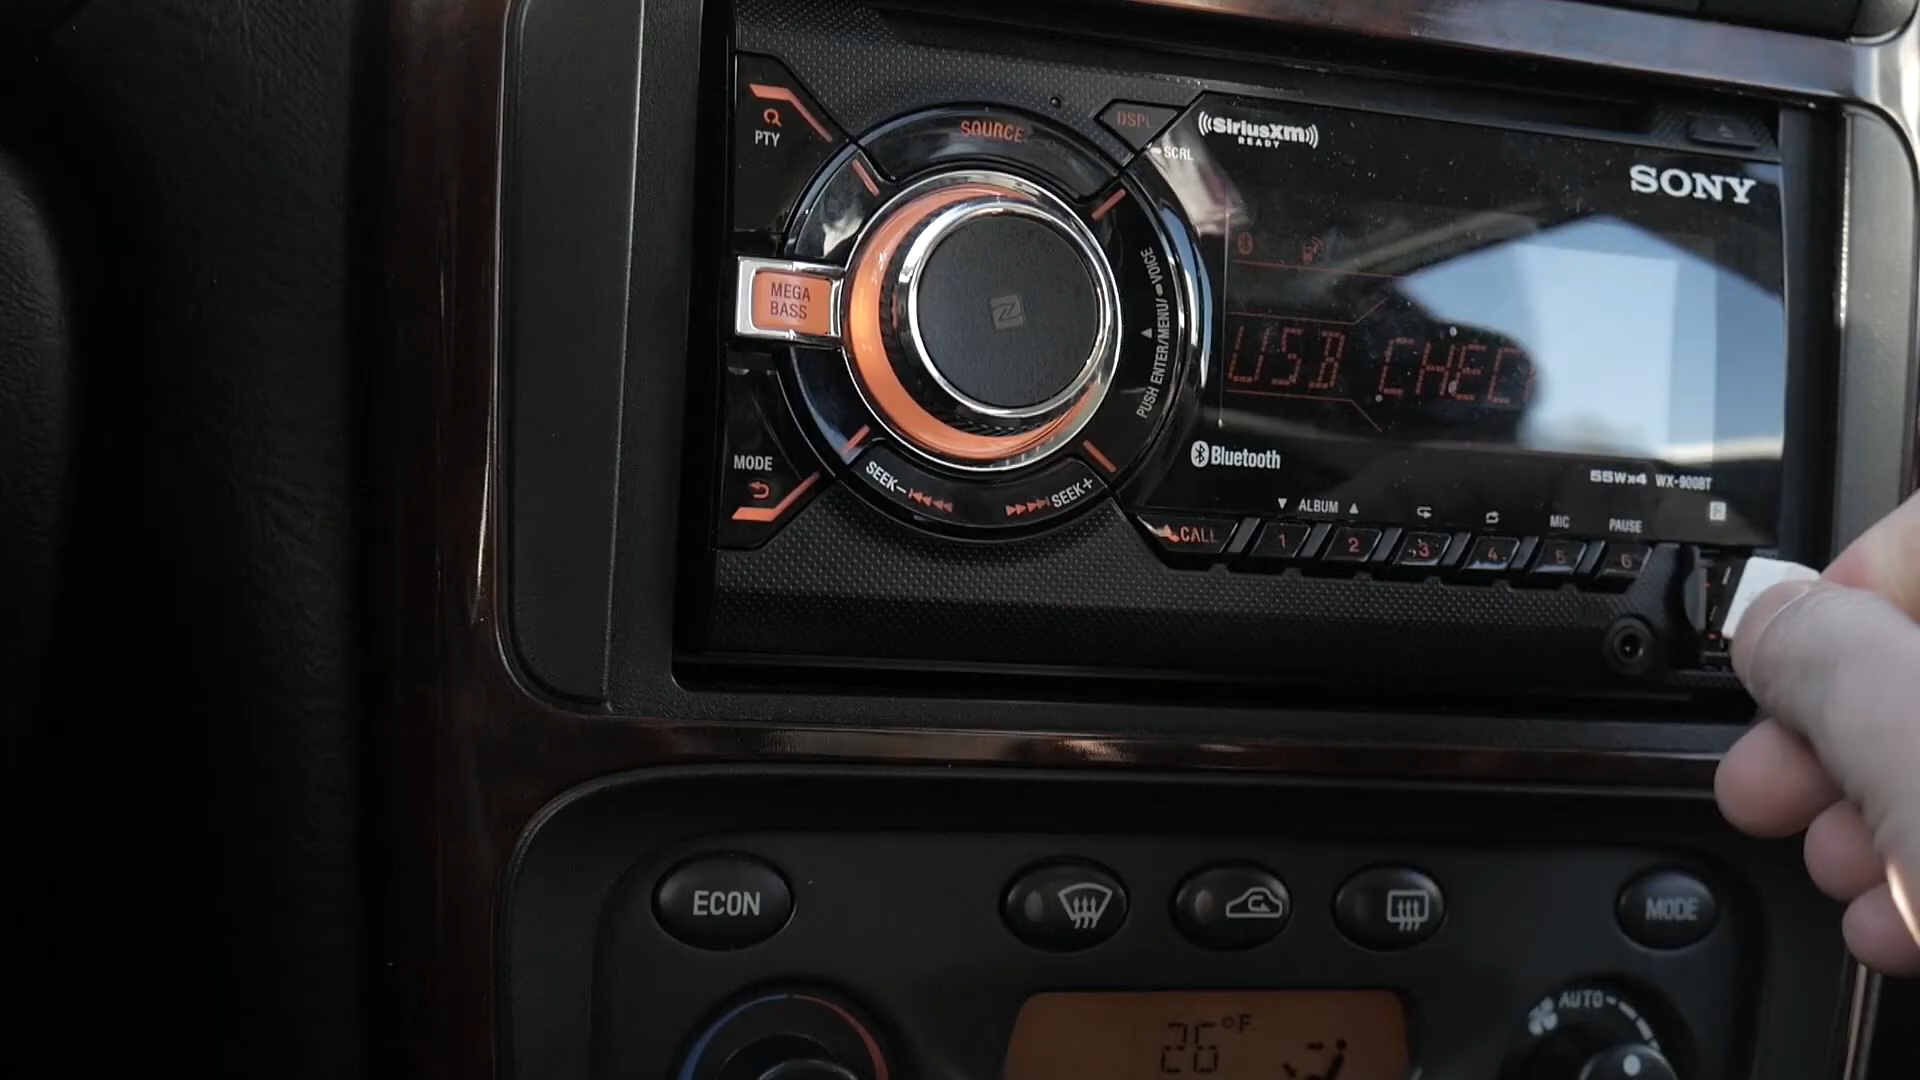 PTY
SOURCE
DSPL
SCRL
SiriusXM
READY
SONY
MEGA
BASS
PUSH ENTER/MENU/ VOICE
USB CHEC
Bluetooth
55Wx4 WX-900BT
MODE
SEEK-
SEEK+
ALBUM
MIC
PAUSE
CALL
1
2
3
4
5
6
ECON
MODE
AUTO
26°F